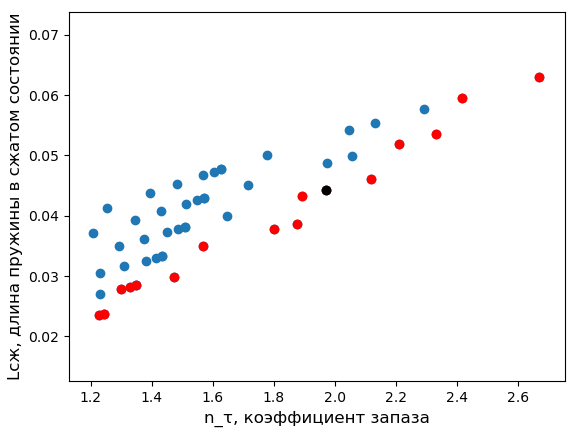 Lсж, длина пружины в сжатом состоянии
0.07
0.06
0.05
0.04
0.03
0.02
1.2 1.4 1.6 1.8 2.0 2.2 2.4 2.6
n_τ, коэффициент запаза